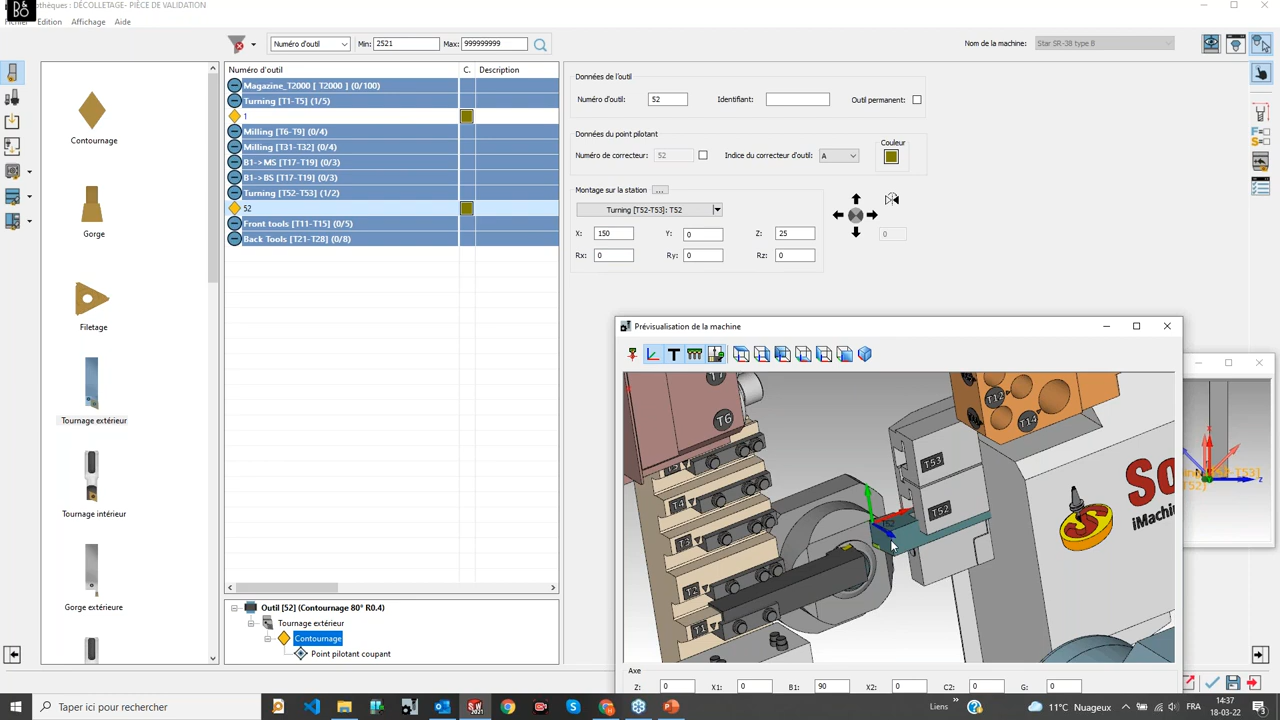 B&
BO
bliothèques: DÉCOLLETAGE- PIÈCE DE VALIDATION
Fichier Edition Affichage Aide
Numéro d'outil Min: 2521 Max: 999999999
Nom de la machine: Star SR-38 type B
Contournage
Gorge
Filetage
Tournage extérieur
Tournage intérieur
Gorge extérieure
Numéro d'outil C. Description
Magazine_T2000 [ T2000 ] (0/100)
Turning [T1-T5] (1/5)
1
Milling [T6-T9] (0/4)
Milling [T31-T32] (0/4)
B1->MS [T17-T19] (0/3)
B1->BS [T17-T19] (0/3)
Turning [T52-T53] (1/2)
52
Front tools [T11-T15] (0/5)
Back Tools [T21-T28] (0/8)
Outil [52] (Contournage 80° R0.4)
Tournage extérieur
Contournage
Point pilotant coupant
Données de l'outil
Numéro d'outil: 52 Identifiant: Outil permanent:
Données du point pilotant
Numéro de correcteur: 52 Indice du correcteur d'outil: A Couleur
Montage sur la station ...
Turning [T52-T53]: T52
X: 150 Y: 0 Z: 25 0
Rx: 0 Ry: 0 Rz: 0
Prévisualisation de la machine
T6
T4
T3
T2
T1
T12
T14
T53
T52
So
iMachin
T52]
z
Axe
Z: 0 X1: 0 B1: 90 X2: 0 C2: 0 G: 0
Taper ici pour rechercher
SW
2021
Liens »
11°C Nuageux
FRA
14:37
18-03-22